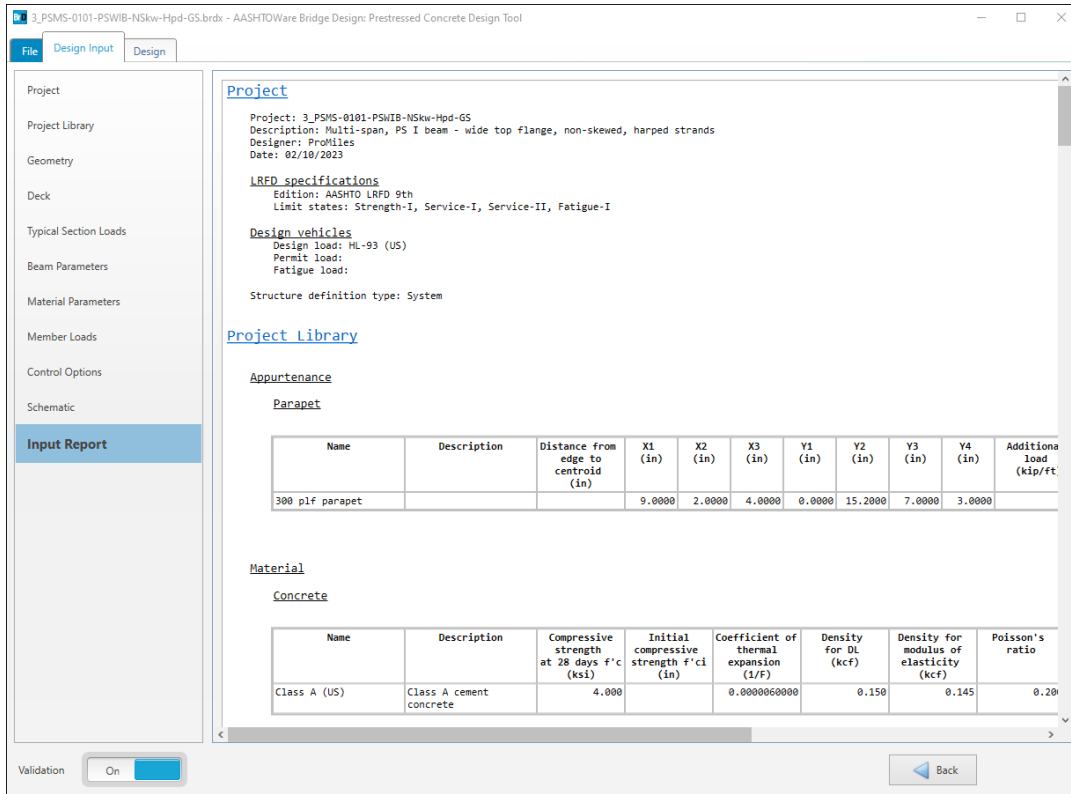 BrD 3_PSMS-0101-PSWIB-NSkw-Hpd-GS.brdx - AASHTOWare Bridge Design: Prestressed Concrete Design Tool
File Design Input Design
Project
Project Library
Geometry
Deck
Typical Section Loads
Beam Parameters
Material Parameters
Member Loads
Control Options
Schematic
Input Report
Project
Project: 3_PSMS-0101-PSWIB-NSkw-Hpd-GS
Description: Multi-span, PS I beam - wide top flange, non-skewed, harped strands
Designer: ProMiles
Date: 02/10/2023
LRFD specifications
Edition: AASHTO LRFD 9th
Limit states: Strength-I, Service-I, Service-II, Fatigue-I
Design vehicles
Design load: HL-93 (US)
Permit load:
Fatigue load:
Structure definition type: System
Project Library
Appurtenance
Parapet
Name Description Distance from X1 X2 X3 Y1 Y2 Y3 Y4 Additiona
edge to (in) (in) (in) (in) (in) (in) (in) load
centroid (kip/ft
(in)
300 plf parapet 9.0000 2.0000 4.0000 0.0000 15.2000 7.0000 3.0000
Material
Concrete
Name Description Compressive Initial Coefficient of Density Density for Poisson's
strength compressive thermal for DL modulus of ratio
at 28 days f'c strength f'ci expansion (kcf) elasticity
(ksi) (in) (1/F) (kcf)
Class A (US) Class A cement 4.000 0.0000060000 0.150 0.145 0.20
concrete
Validation On Back